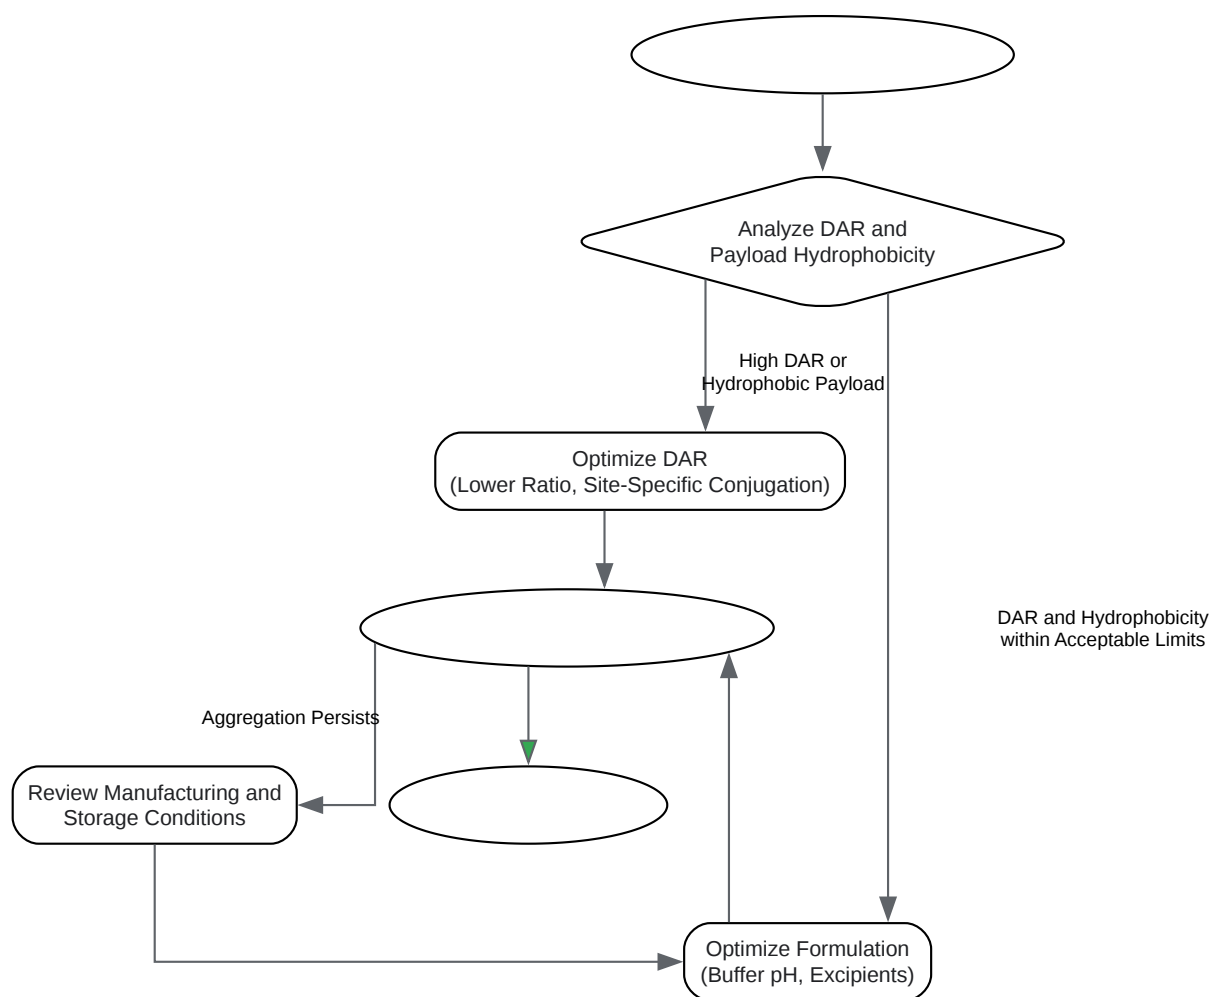 Analyze DAR and
Payload Hydrophobicity
High DAR or
Hydrophobic Payload
Optimize DAR
(Lower Ratio, Site-Specific Conjugation)
DAR and Hydrophobicity
within Acceptable Limits
Aggregation Persists
Review Manufacturing and
Storage Conditions
Optimize Formulation
(Buffer pH, Excipients)